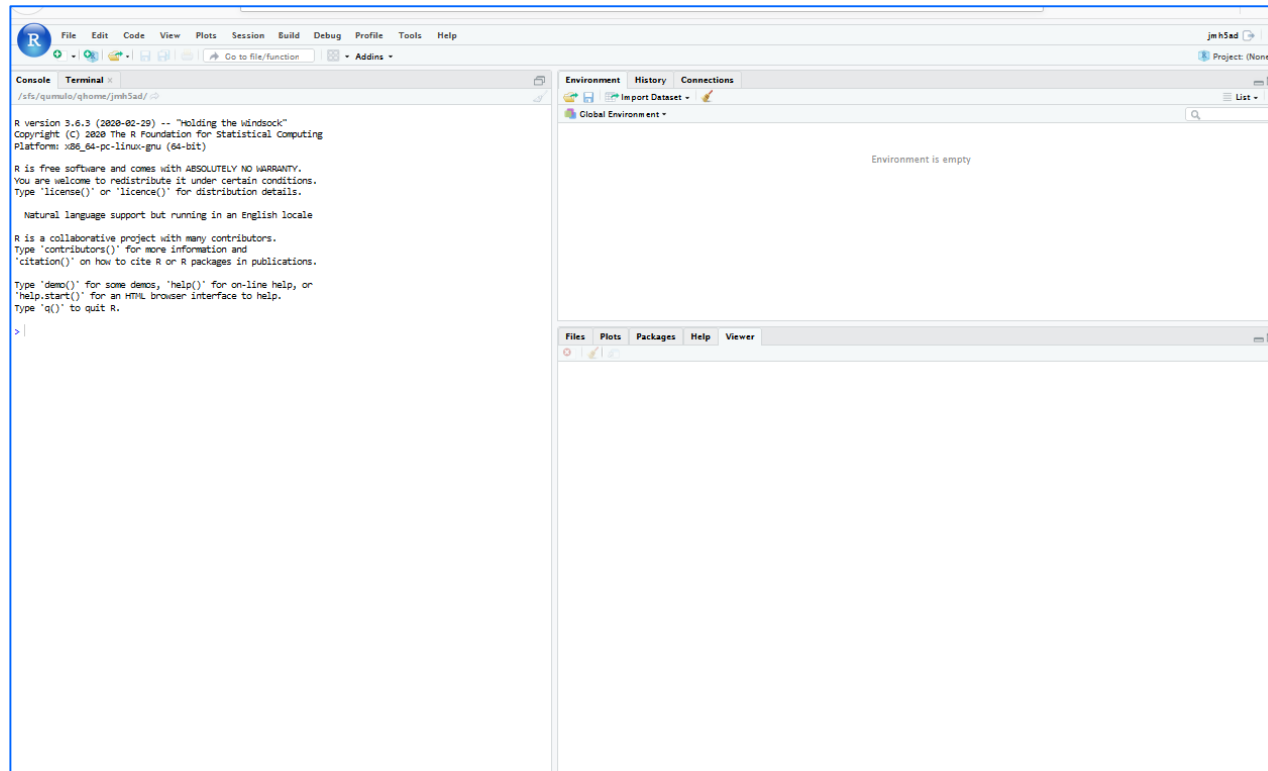 R
File Edit Code View Plots Session Build Debug Profile Tools Help
jmh5ad
Go to file/function
Addins
Project: (None
Console Terminal
/sfs/qumulo/qhome/jmh5ad/
R version 3.6.3 (2020-02-29) -- "Holding the Windsock"
Copyright (C) 2020 The R Foundation for Statistical Computing
Platform: x86_64-pc-linux-gnu (64-bit)
R is free software and comes with ABSOLUTELY NO WARRANTY.
You are welcome to redistribute it under certain conditions.
Type 'license()' or 'licence()' for distribution details.
Natural language support but running in an English locale
R is a collaborative project with many contributors.
Type 'contributors()' for more information and
'citation()' on how to cite R or R packages in publications.
Type 'demo()' for some demos, 'help()' for on-line help, or
'help.start()' for an HTML browser interface to help.
Type 'q()' to quit R.
>
Environment History Connections
Import Dataset
List
Global Environment
Environment is empty
Files Plots Packages Help Viewer